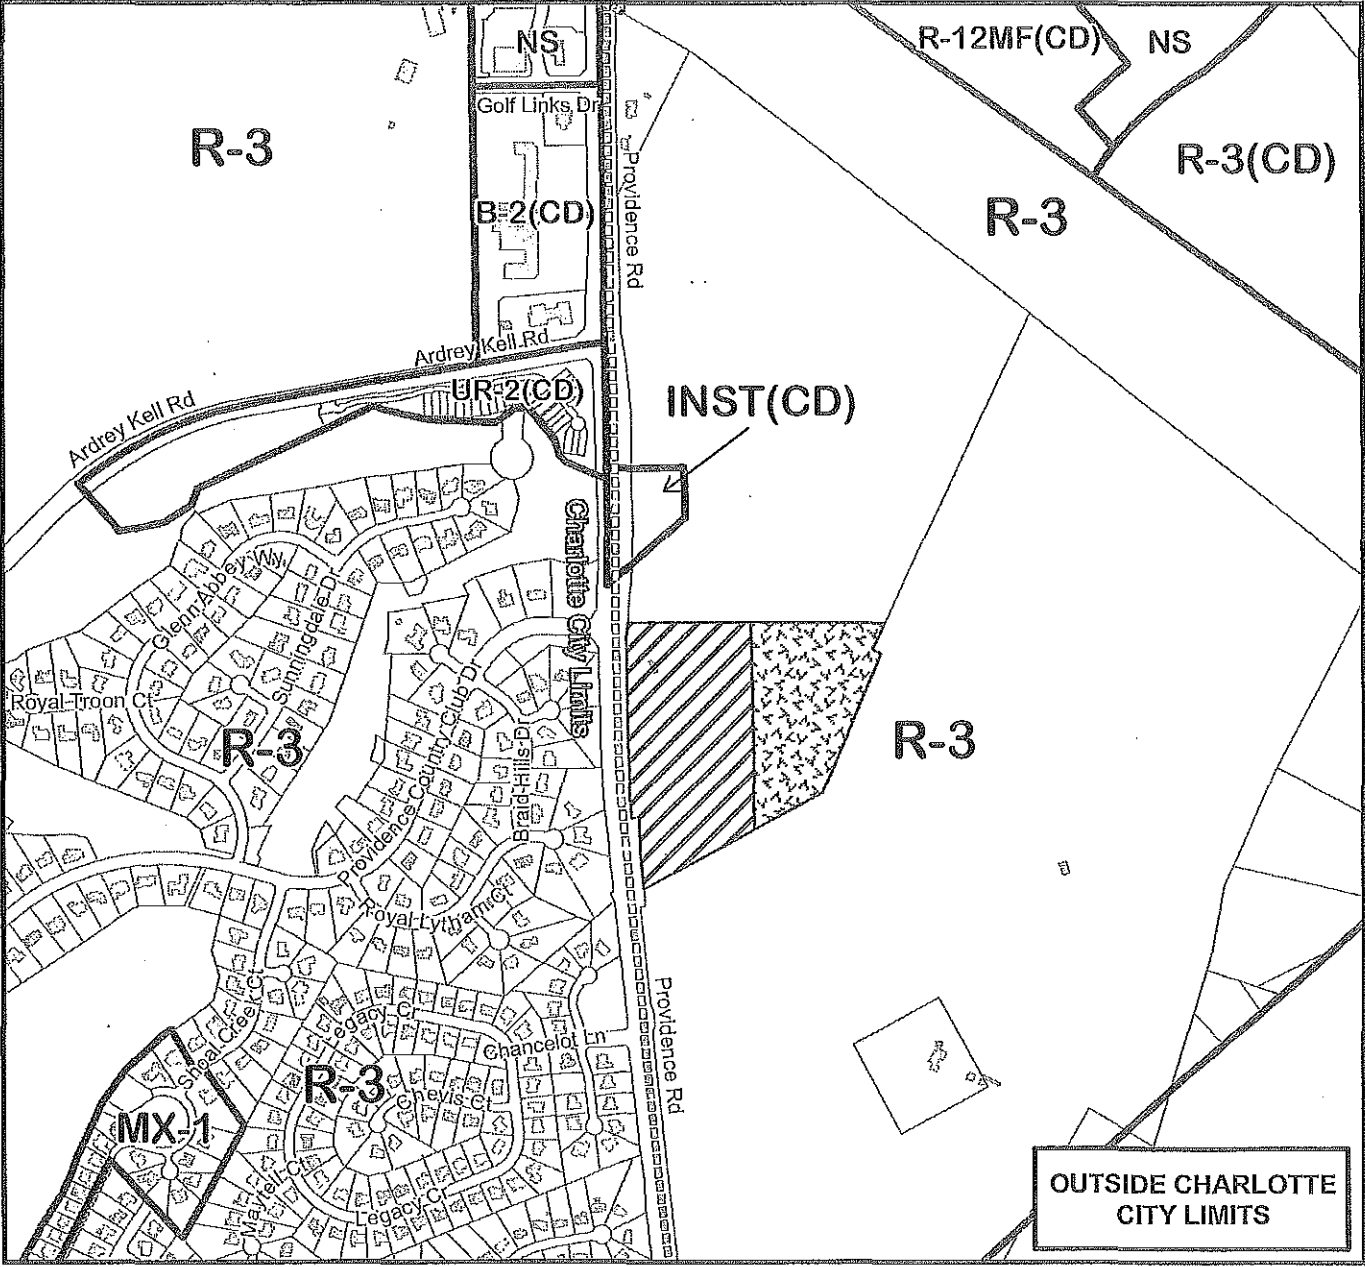 NS
R-12MF(CD)
NS
R-3
Golf Links Dr
R-3(CD)
B-2(CD)
Providence Rd
R-3
Ardrey Kell Rd
UR-2(CD)
INST(CD)
Ardrey Kell Rd
Charlotte City Limits
Glenn Abbey Wy
Sunningdale Dr
Royal Troon Ct
R-3
Providence Country Club Dr
Braid Hills Dr
R-3
Royal Lytham Ct
Shoal Creek Ct
Legacy Cr
Chancelot Ln
Providence Rd
R-3
Chevis Ct
MX-1
Martell Ct
Legacy Cr
OUTSIDE CHARLOTTE
CITY LIMITS